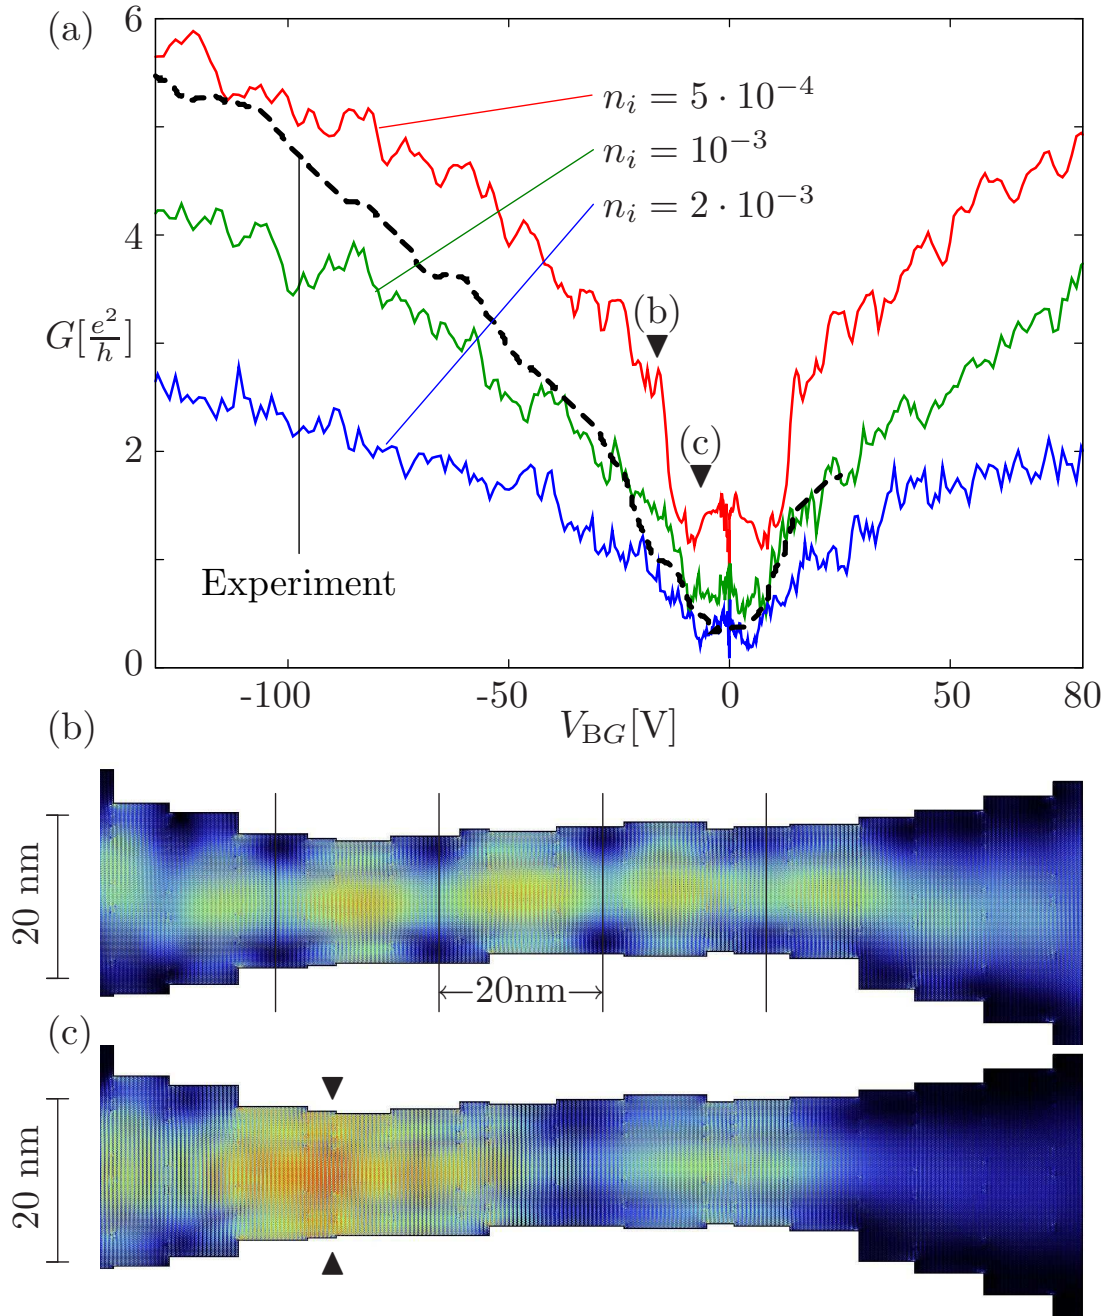 (a)
6
4
2
0
G[e²/h]
n_i = 5 · 10⁻⁴
n_i = 10⁻³
n_i = 2 · 10⁻³
(b)
(c)
Experiment
-100
-50
0
50
80
V_BG[V]
(b)
20 nm
20nm
(c)
20 nm